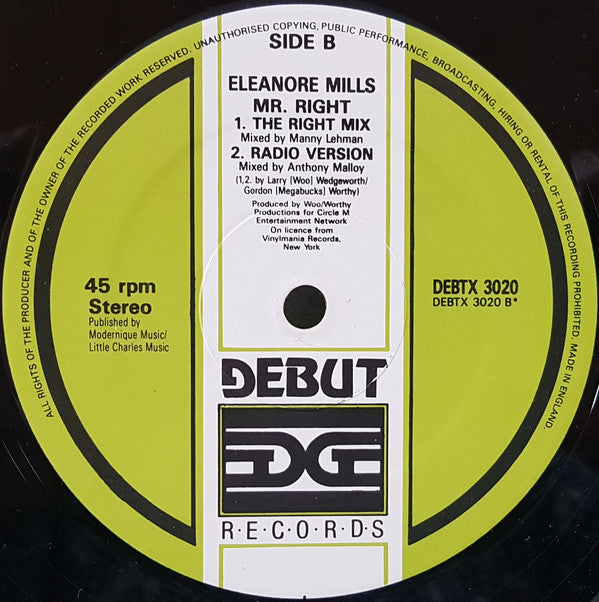 ALL RIGHTS OF THE PRODUCER AND OF THE OWNER OF THE RECORDED WORK RESERVED. UNAUTHORISED COPYING, PUBLIC PERFORMANCE, BROADCASTING, HIRING OR RENTAL OF THIS RECORDING PROHIBITED. MADE IN ENGLAND.
SIDE B
ELEANORE MILLS
MR. RIGHT
1. THE RIGHT MIX
Mixed by Manny Lehman
2. RADIO VERSION
Mixed by Anthony Malloy
(1,2. by Larry [Woo] Wedgeworth/
Gordon [Megabucks] Worthy)
Produced by Woo/Worthy
Productions for Circle M
Entertainment Network
On licence from
Vinylmania Records,
New York
45 rpm
Stereo
Published by
Modernique Music/
Little Charles Music
DEBTX 3020
DEBTX 3020 B*
DEBUT
R·E·C·O·R·D·S